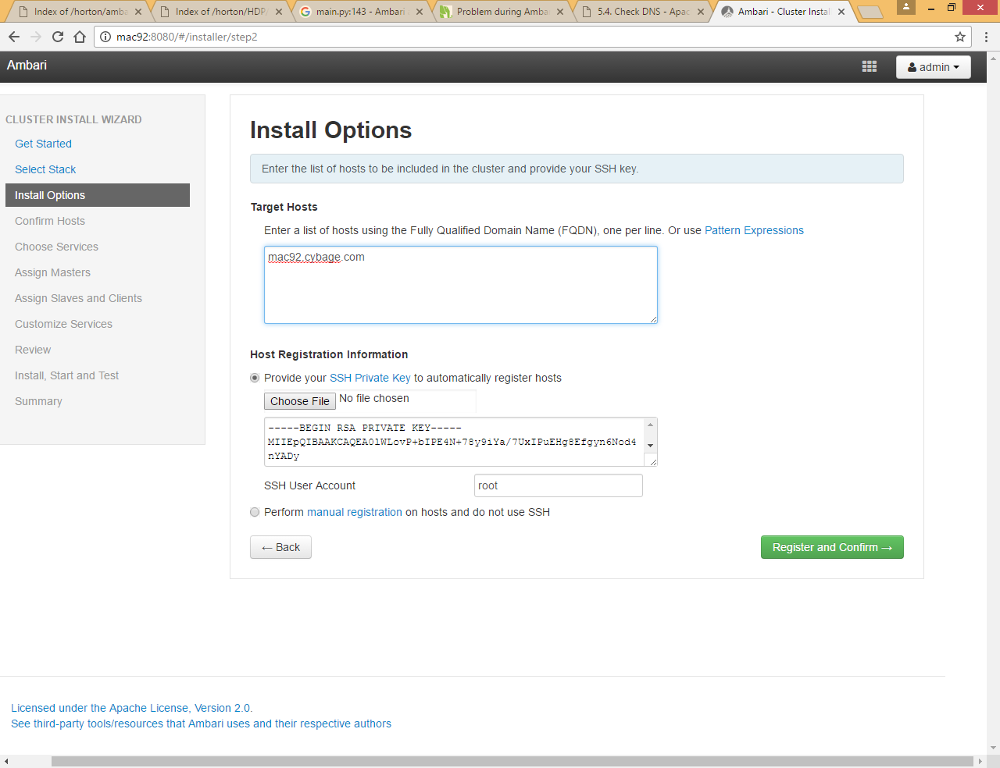 Index of /horton/amba
Index of /horton/HDP/
main.py:143 - Ambari
Problem during Ambar
5.4. Check DNS - Apac
Ambari - Cluster Instal
mac92:8080/#/installer/step2
Ambari
admin
CLUSTER INSTALL WIZARD
Get Started
Select Stack
Install Options
Confirm Hosts
Choose Services
Assign Masters
Assign Slaves and Clients
Customize Services
Review
Install, Start and Test
Summary
Install Options
Enter the list of hosts to be included in the cluster and provide your SSH key.
Target Hosts
Enter a list of hosts using the Fully Qualified Domain Name (FQDN), one per line. Or use Pattern Expressions
mac92.cybage.com
Host Registration Information
Provide your SSH Private Key to automatically register hosts
Choose File No file chosen
-----BEGIN RSA PRIVATE KEY-----
MIIEpQIBAAKCAQEA0lWLovP+bIPE4N+78y9iYa/7UxIPuEHg8Efgyn6Nod4
nYADy
SSH User Account root
Perform manual registration on hosts and do not use SSH
← Back
Register and Confirm →
Licensed under the Apache License, Version 2.0.
See third-party tools/resources that Ambari uses and their respective authors